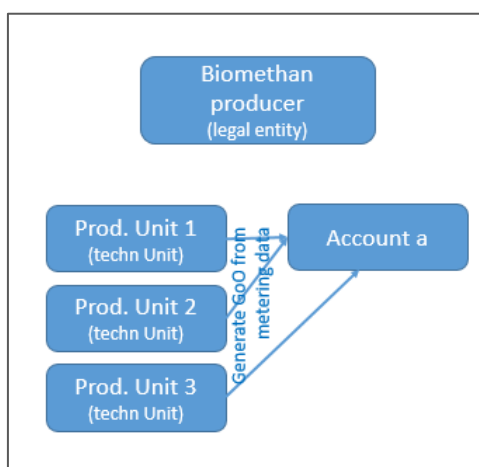 Biomethan
producer
(legal entity)
Prod. Unit 1
(techn Unit)
Account a
Prod. Unit 2
(techn Unit)
Prod. Unit 3
(techn Unit)
Generate GoO from
metering data